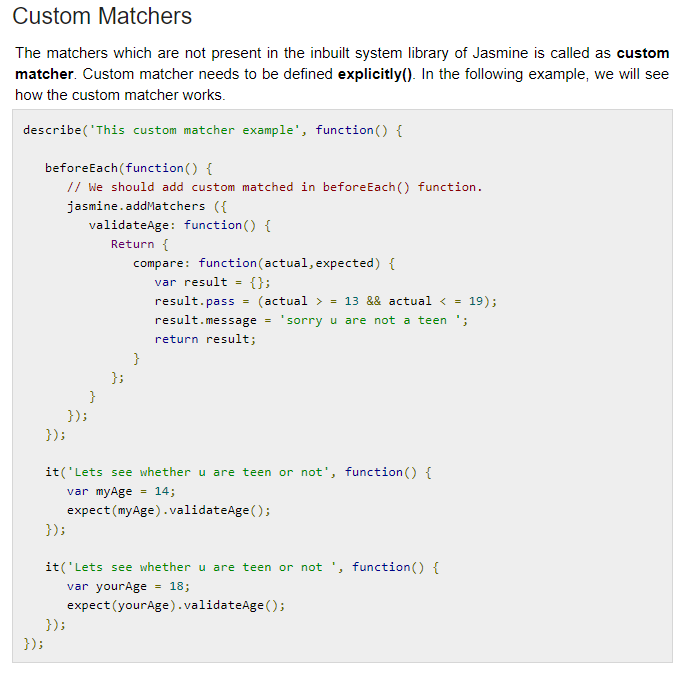 Custom Matchers
The matchers which are not present in the inbuilt system library of Jasmine is called as custom
matcher. Custom matcher needs to be defined explicitly(). In the following example, we will see
how the custom matcher works.
describe('This custom matcher example', function() {
   beforeEach(function() {
      // We should add custom matched in beforeEach() function.
      jasmine.addMatchers ({
         validateAge: function() {
            Return {
               compare: function(actual,expected) {
                  var result = {};
                  result.pass = (actual > = 13 && actual < = 19);
                  result.message = 'sorry u are not a teen ';
                  return result;
               }
            };
         }
      });
   });
   it('Lets see whether u are teen or not', function() {
      var myAge = 14;
      expect(myAge).validateAge();
   });
   it('Lets see whether u are teen or not ', function() {
      var yourAge = 18;
      expect(yourAge).validateAge();
   });
});